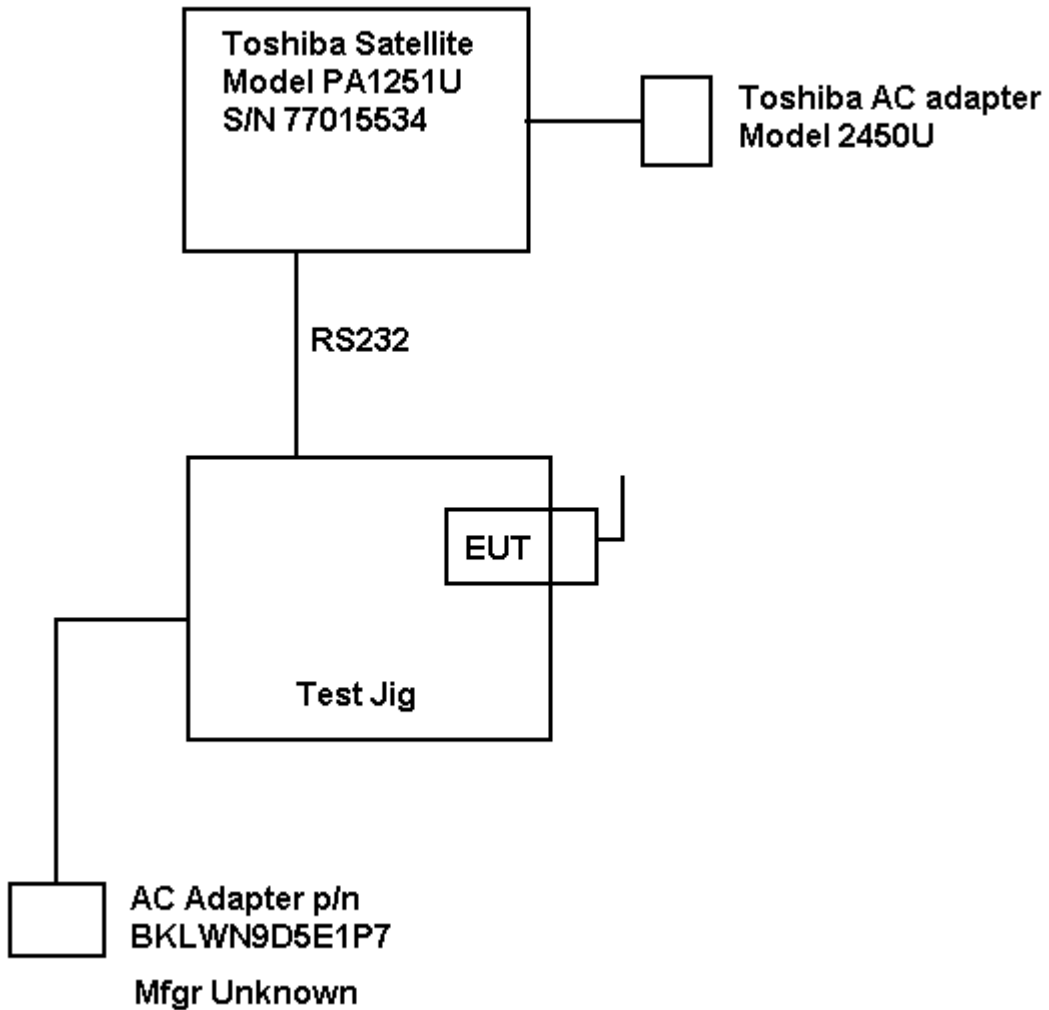 Toshiba Satellite
Model PA1251U
S/N 77015534
Toshiba AC adapter
Model 2450U
RS232
EUT
Test Jig
AC Adapter p/n
BKLWN9D5E1P7
Mfgr Unknown